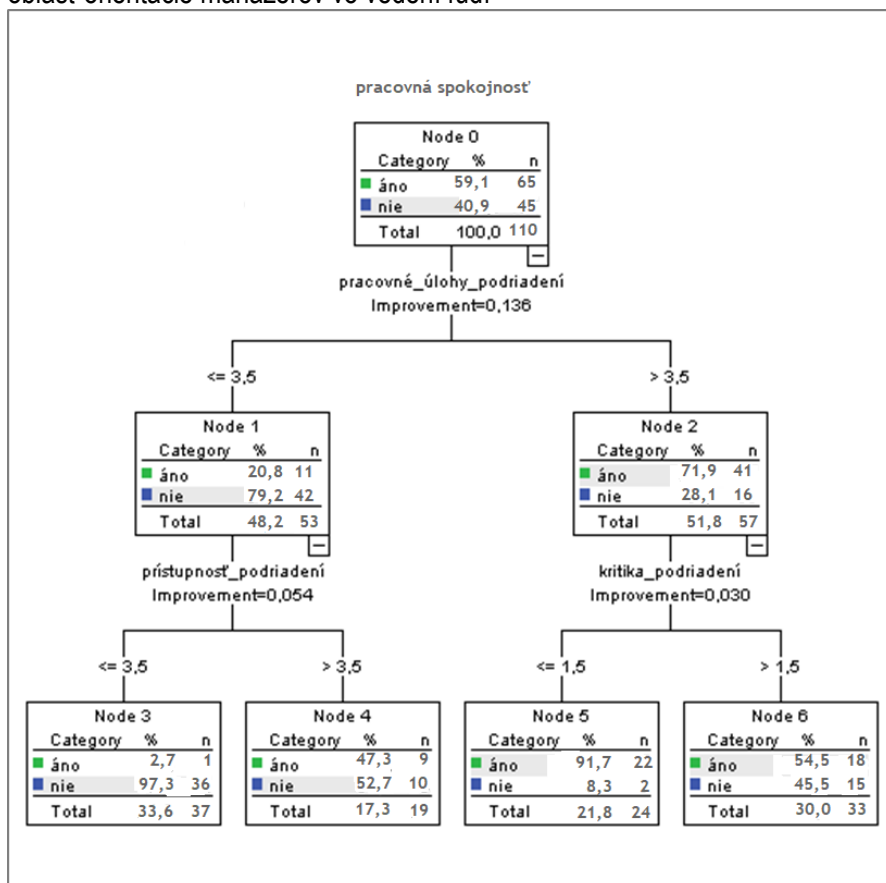 pracovná spokojnosť
Node 0
Category % n
áno 59,1 65
nie 40,9 45
Total 100,0 110
pracovné_úlohy_podriadení
Improvement=0,136
<= 3,5
> 3,5
Node 1
Category % n
áno 20,8 11
nie 79,2 42
Total 48,2 53
Node 2
Category % n
áno 71,9 41
nie 28,1 16
Total 51,8 57
prístupnosť_podriadení
Improvement=0,054
kritika_podriadení
Improvement=0,030
<= 3,5
> 3,5
<= 1,5
> 1,5
Node 3
Category % n
áno 2,7 1
nie 97,3 36
Total 33,6 37
Node 4
Category % n
áno 47,3 9
nie 52,7 10
Total 17,3 19
Node 5
Category % n
áno 91,7 22
nie 8,3 2
Total 21,8 24
Node 6
Category % n
áno 54,5 18
nie 45,5 15
Total 30,0 33